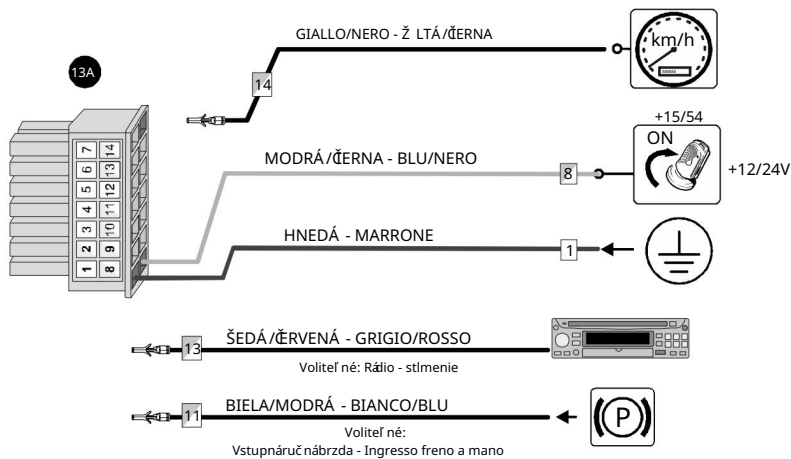 GIALLO/NERO - Ž LTÁ/ČERNA
km/h
888888
13A
14
+15/54
ON
+12/24V
MODRÁ/ČERNA - BLU/NERO
8
7 14
6 13
5 12
4 11
3 10
2 9
1 8
HNEDÁ - MARRONE
1
ŠEDÁ/ČERVENÁ - GRIGIO/ROSSO
13
Voliteľ né: Rádio - stlmenie
BIELA/MODRÁ - BIANCO/BLU
11
(P)
Voliteľ né:
Vstupnáruč nábrzda - Ingresso freno a mano